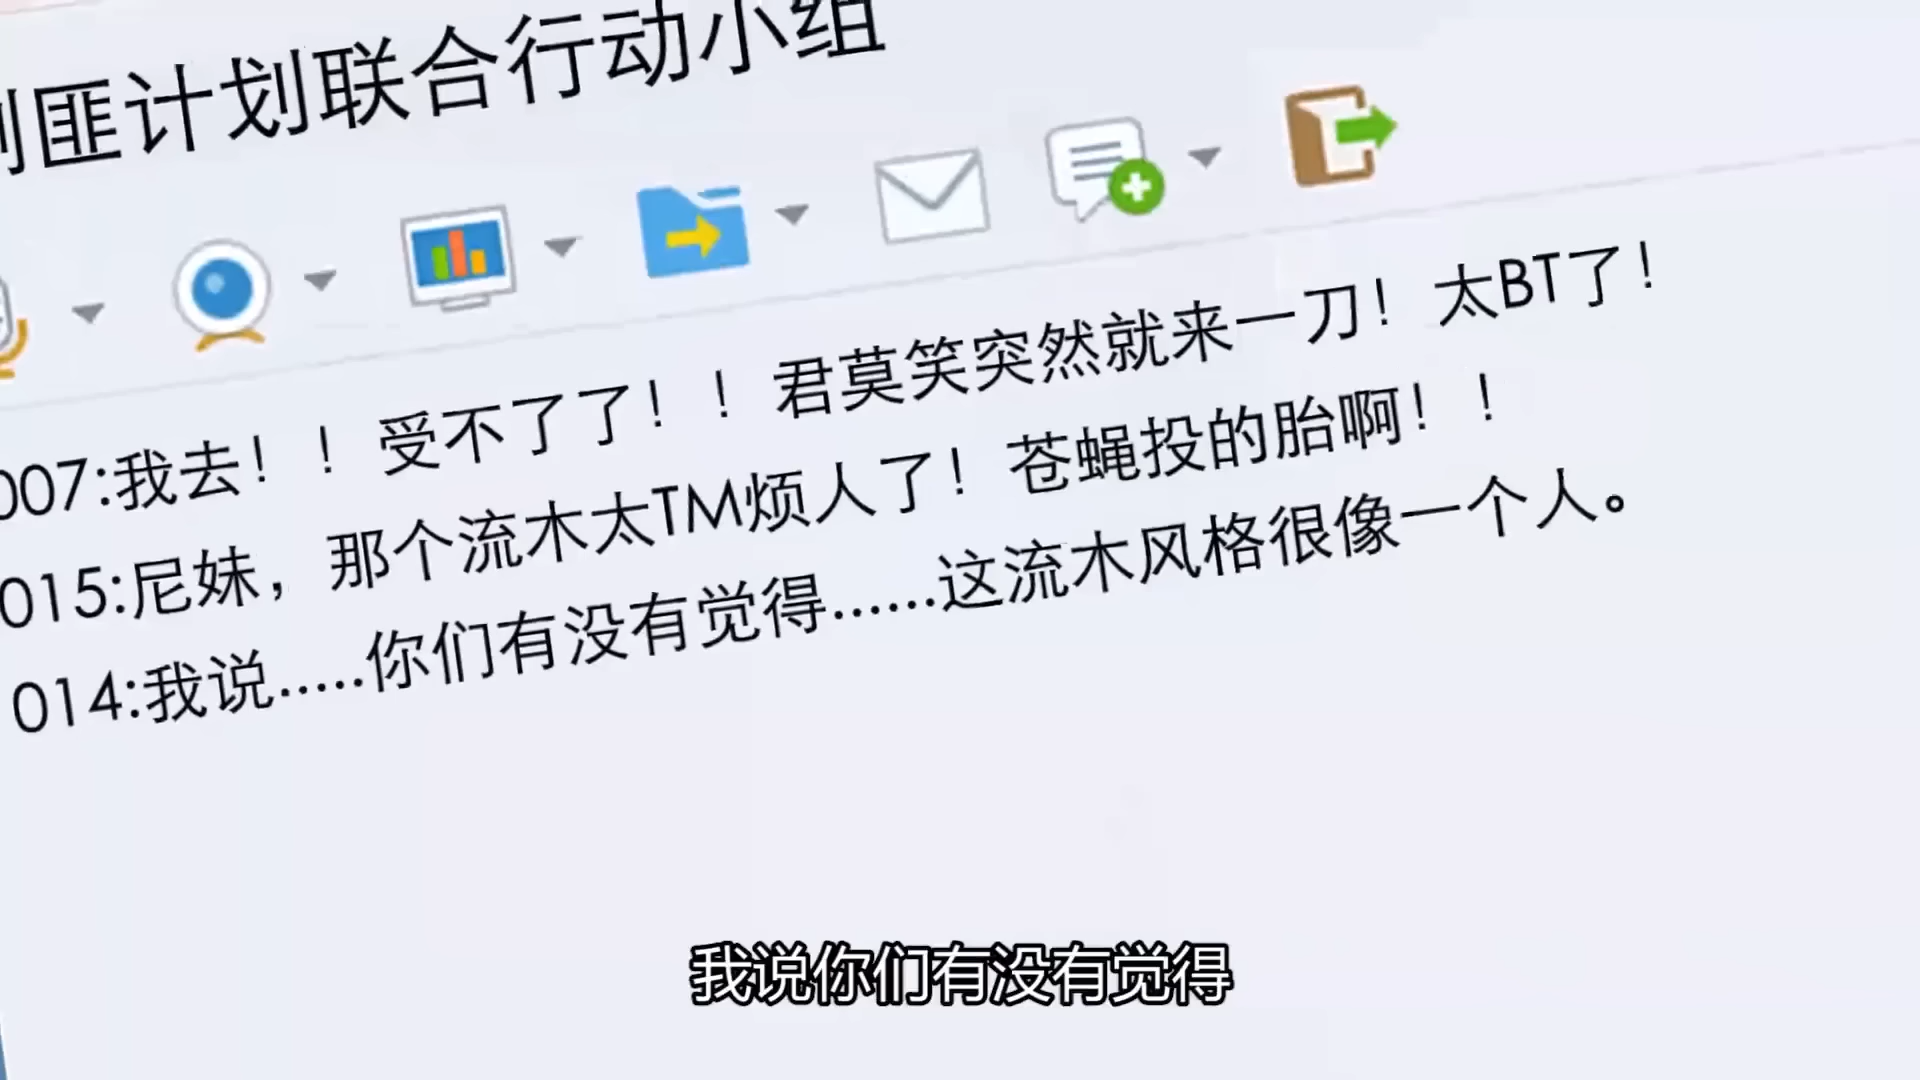 匪计划联合行动小组
007:我去！！受不了了！！君莫笑突然就来一刀！太BT了！
015:尼妹，那个流木太TM烦人了！苍蝇投的胎啊！！
014:我说.....你们有没有觉得......这流木风格很像一个人。
我说你们有没有觉得